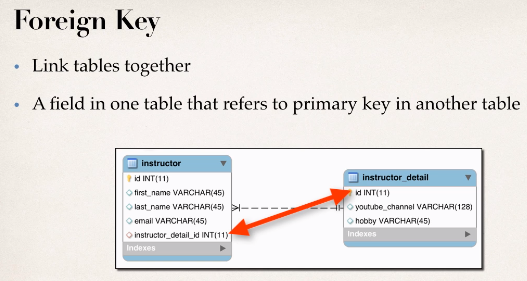 Foreign Key
• Link tables together
• A field in one table that refers to primary key in another table
instructor
id INT(11)
first_name VARCHAR(45)
last_name VARCHAR(45)
email VARCHAR(45)
instructor_detail_id INT(11)
Indexes
instructor_detail
id INT(11)
youtube_channel VARCHAR(128)
hobby VARCHAR(45)
Indexes